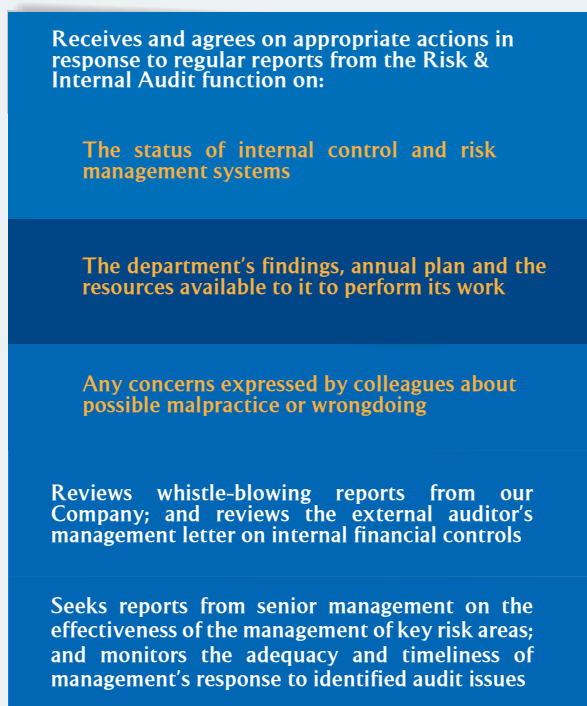 Receives and agrees on appropriate actions in
response to regular reports from the Risk &
Internal Audit function on:
The status of internal control and risk
management systems
The department's findings, annual plan and the
resources available to it to perform its work
Any concerns expressed by colleagues about
possible malpractice or wrongdoing
Reviews whistle-blowing reports from our
Company; and reviews the external auditor's
management letter on internal financial controls
Seeks reports from senior management on the
effectiveness of the management of key risk areas;
and monitors the adequacy and timeliness of
management's response to identified audit issues